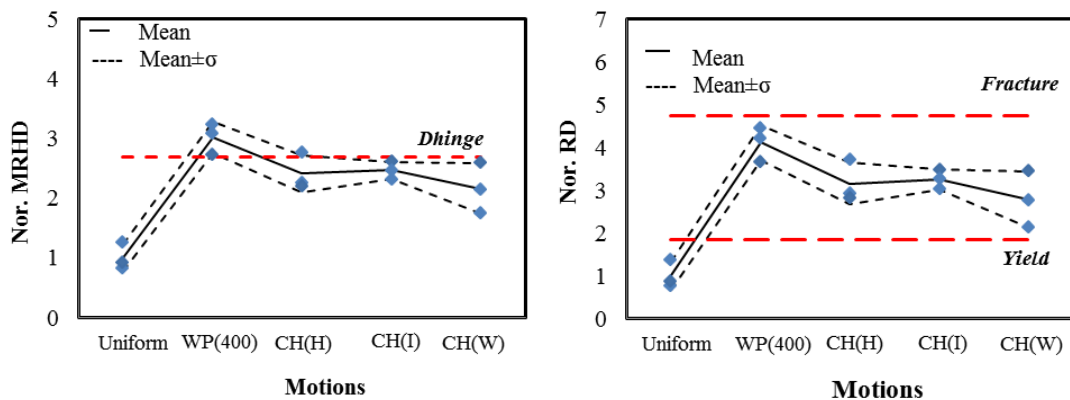 5
Mean
Mean±σ
4
3
Dhinge
2
1
0
Nor. MRHD
Uniform WP(400) CH(H) CH(I) CH(W)
Motions
7
6
Mean
Mean±σ
Fracture
5
4
3
2
Yield
1
0
Nor. RD
Uniform WP(400) CH(H) CH(I) CH(W)
Motions